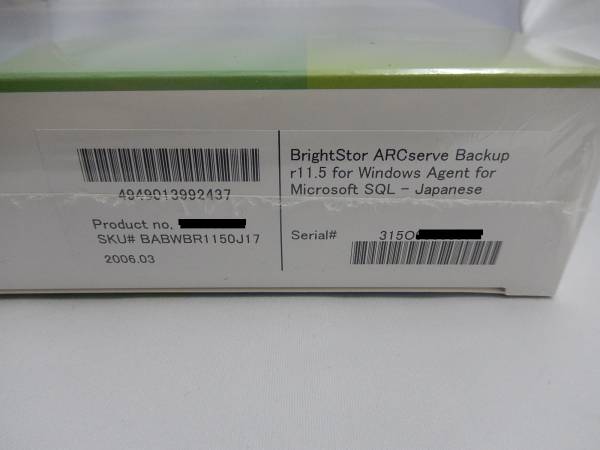 4949013992437
Product no.
SKU# BABWBR1150J17
2006.03
BrightStor ARCserve Backup
r11.5 for Windows Agent for
Microsoft SQL - Japanese
Serial# 315O